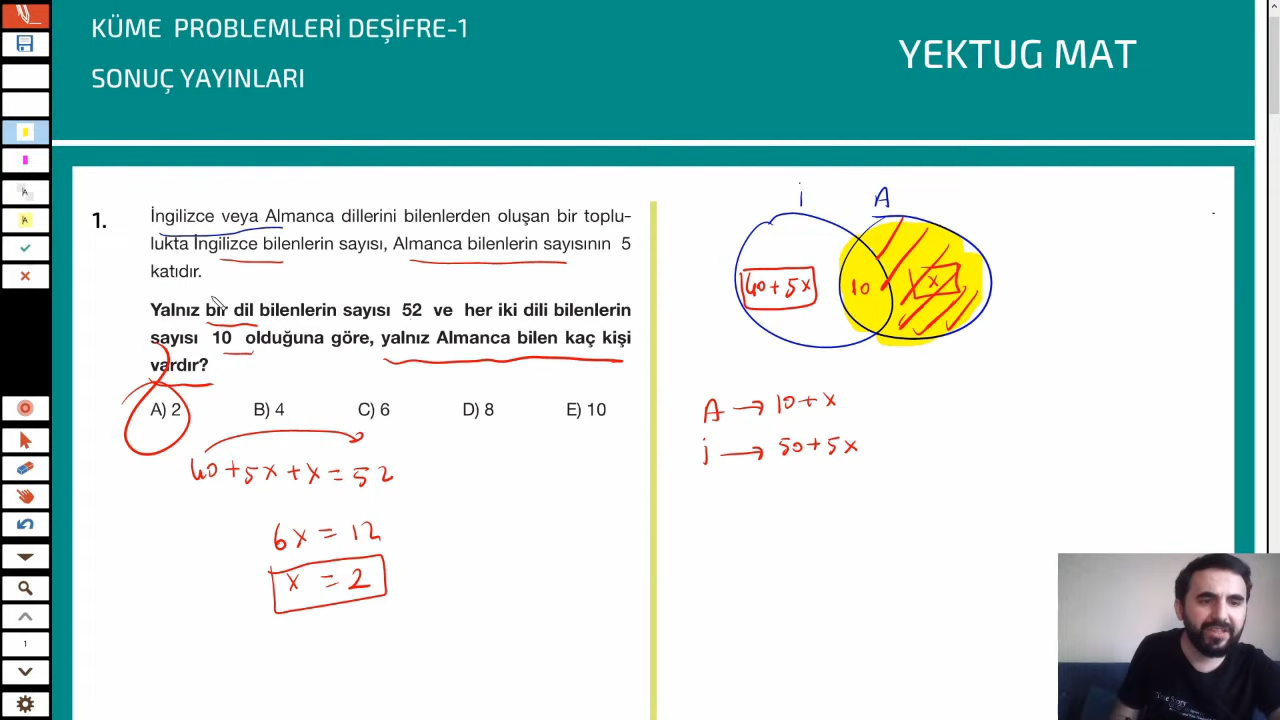 KÜME PROBLEMLERİ DEŞİFRE-1
SONUÇ YAYINLARI
YEKTUG MAT
1.
İngilizce veya Almanca dillerini bilenlerden oluşan bir toplu-
lukta İngilizce bilenlerin sayısı, Almanca bilenlerin sayısının 5
katıdır.
Yalnız bir dil bilenlerin sayısı 52 ve her iki dili bilenlerin
sayısı 10 olduğuna göre, yalnız Almanca bilen kaç kişi
vardır?
A) 2 B) 4 C) 6 D) 8 E) 10
40+5x+x=52
6x = 12
x = 2
İ A
40+5x 10 x
A → 10+x
İ → 50+5x
1